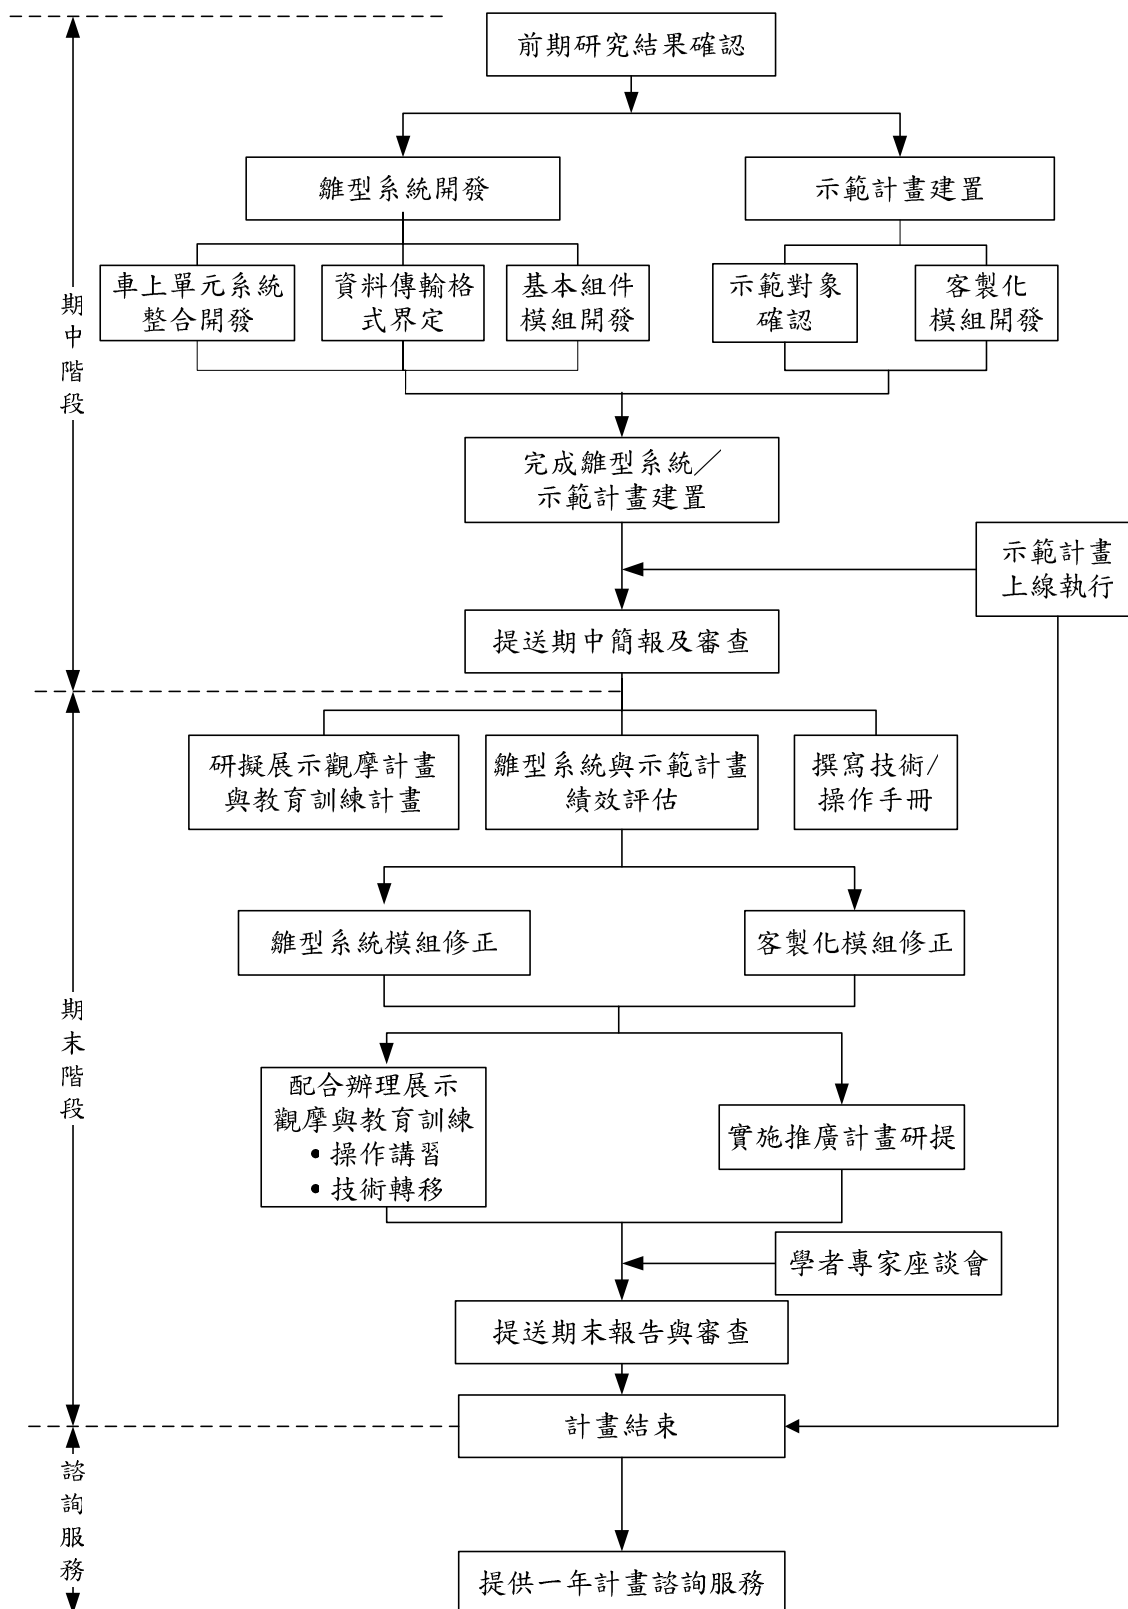 前期研究結果確認
雛型系統開發
示範計畫建置
車上單元系統
整合開發
資料傳輸格
式界定
基本組件
模組開發
示範對象
確認
客製化
模組開發
期中階段
完成雛型系統／
示範計畫建置
示範計畫
上線執行
提送期中簡報及審查
研擬展示觀摩計畫
與教育訓練計畫
雛型系統與示範計畫
績效評估
撰寫技術/
操作手冊
雛型系統模組修正
客製化模組修正
期末階段
配合辦理展示
觀摩與教育訓練
• 操作講習
• 技術轉移
實施推廣計畫研提
學者專家座談會
提送期末報告與審查
計畫結束
諮詢服務
提供一年計畫諮詢服務